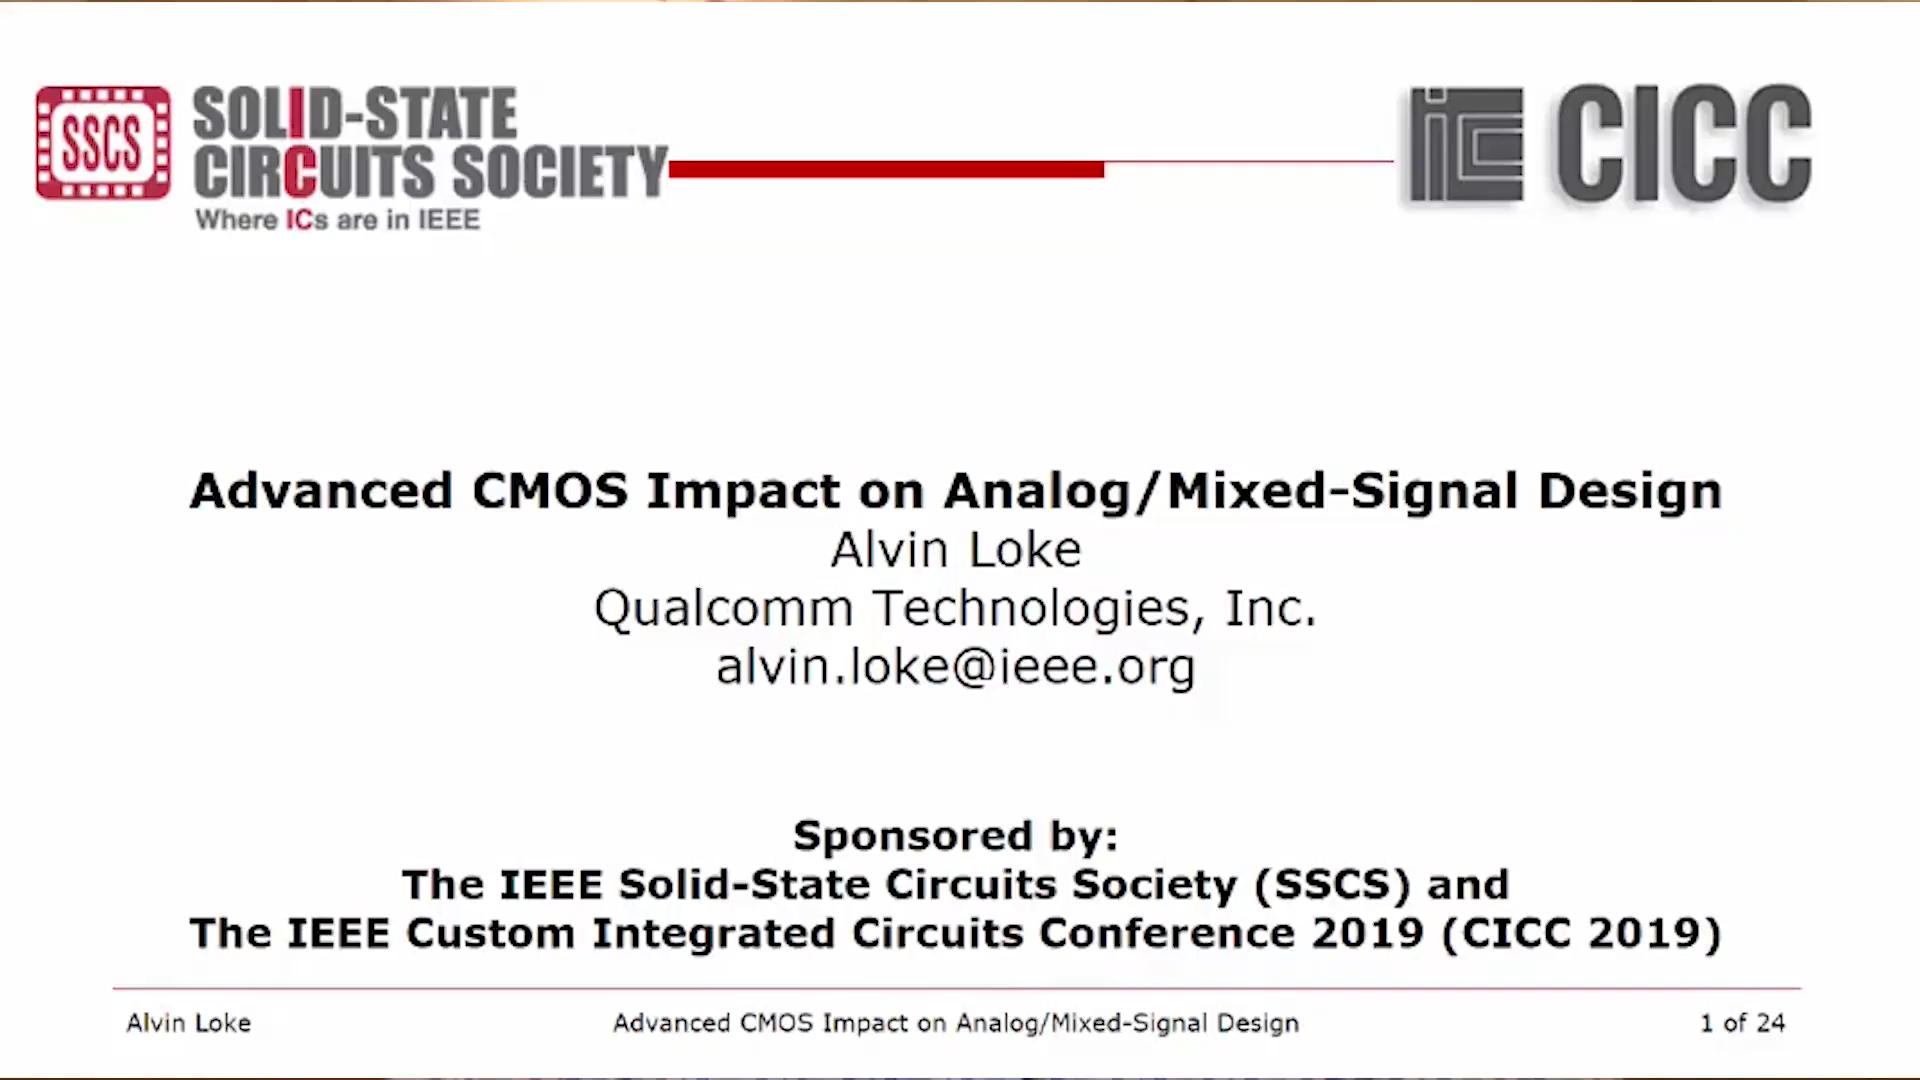 SSCS
SOLID-STATE
CIRCUITS SOCIETY
Where ICs are in IEEE
CICC
Advanced CMOS Impact on Analog/Mixed-Signal Design
Alvin Loke
Qualcomm Technologies, Inc.
alvin.loke@ieee.org
Sponsored by:
The IEEE Solid-State Circuits Society (SSCS) and
The IEEE Custom Integrated Circuits Conference 2019 (CICC 2019)
Alvin Loke
Advanced CMOS Impact on Analog/Mixed-Signal Design
1 of 24